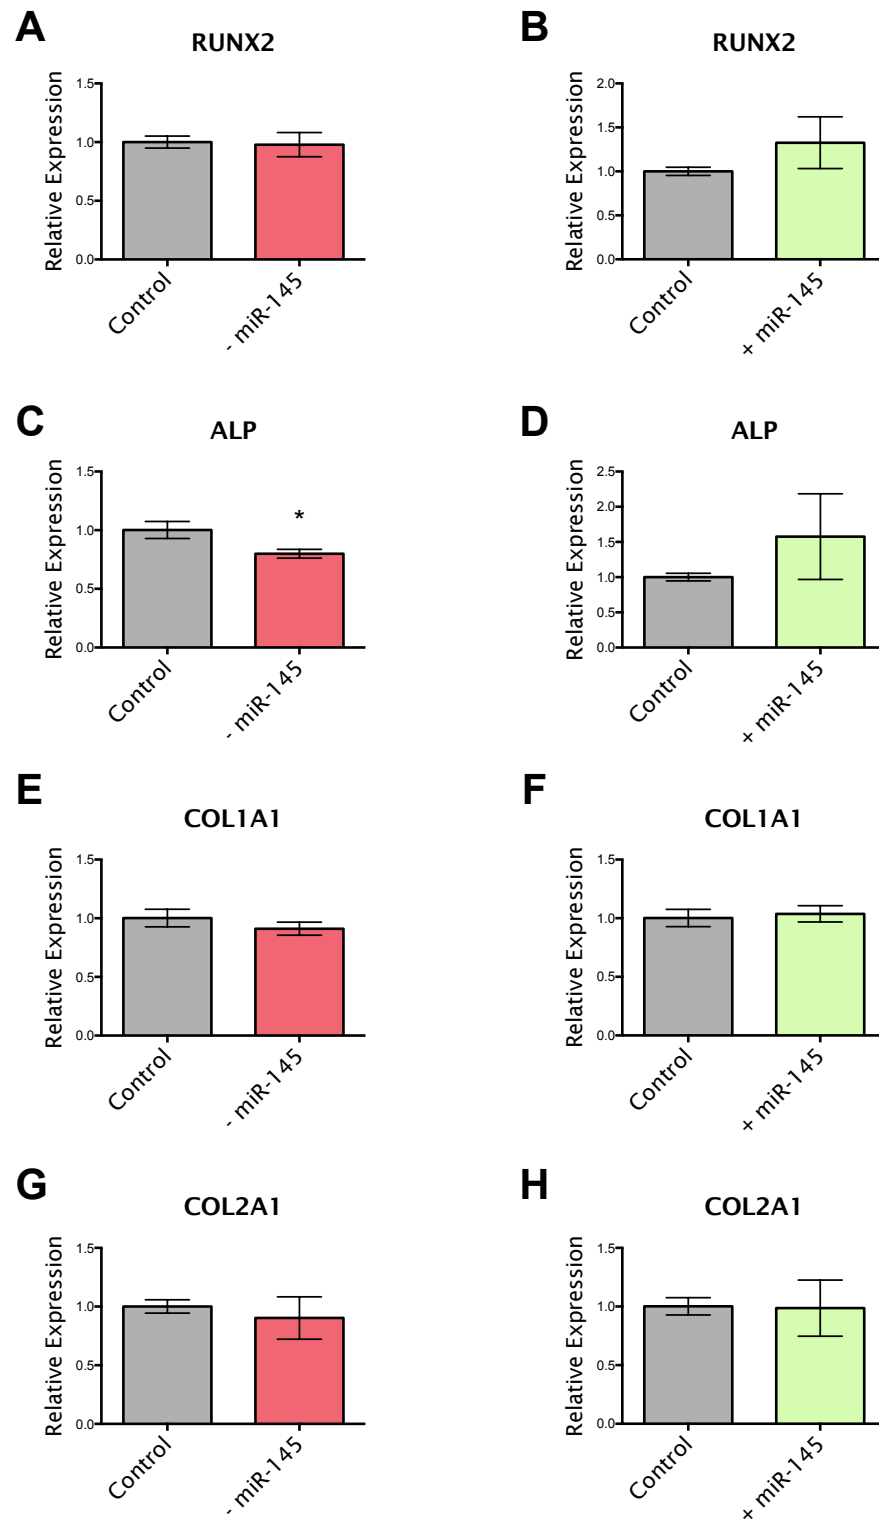 A
RUNX2
Relative Expression
1.5
1.0
0.5
0.0
Control
- miR-145
B
RUNX2
Relative Expression
2.0
1.5
1.0
0.5
0.0
Control
+ miR-145
C
ALP
Relative Expression
1.5
1.0
0.5
0.0
*
Control
- miR-145
D
ALP
Relative Expression
2.5
2.0
1.5
1.0
0.5
0.0
Control
+ miR-145
E
COL1A1
Relative Expression
1.5
1.0
0.5
0.0
Control
- miR-145
F
COL1A1
Relative Expression
1.5
1.0
0.5
0.0
Control
+ miR-145
G
COL2A1
Relative Expression
1.5
1.0
0.5
0.0
Control
- miR-145
H
COL2A1
Relative Expression
1.5
1.0
0.5
0.0
Control
+ miR-145